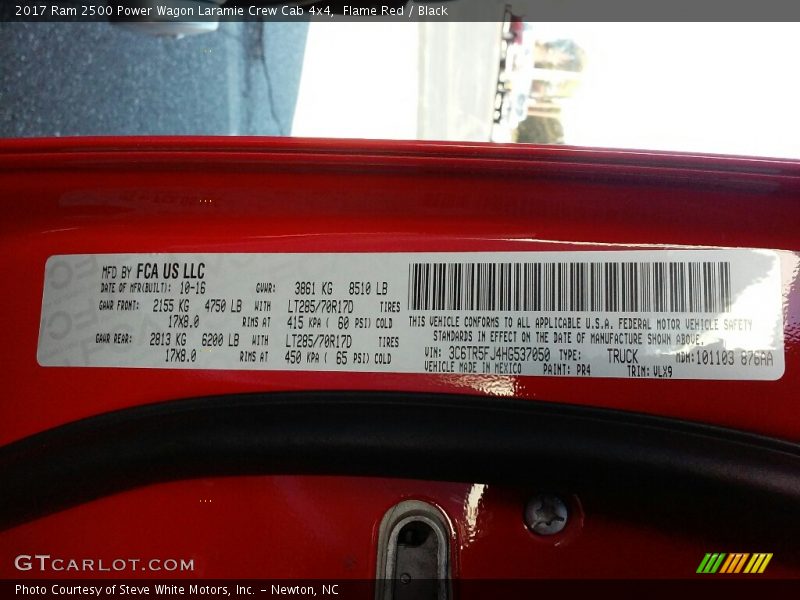 2017 Ram 2500 Power Wagon Laramie Crew Cab 4x4, Flame Red / Black
MFD BY FCA US LLC
DATE OF MFR(BUILT): 10-16 GVWR: 3861 KG 8510 LB
GAWR FRONT: 2155 KG 4750 LB WITH LT285/70R17D TIRES
17X8.0 RIMS AT 415 KPA ( 60 PSI) COLD
GAWR REAR: 2813 KG 6200 LB WITH LT285/70R17D TIRES
17X8.0 RIMS AT 450 KPA ( 65 PSI) COLD
THIS VEHICLE CONFORMS TO ALL APPLICABLE U.S.A. FEDERAL MOTOR VEHICLE SAFETY
STANDARDS IN EFFECT ON THE DATE OF MANUFACTURE SHOWN ABOVE.
VIN: 3C6TR5FJ4HG537050 TYPE: TRUCK MDH:101103 876AA
VEHICLE MADE IN MEXICO PAINT: PR4 TRIM: VLX9
GTCARLOT.COM
Photo Courtesy of Steve White Motors, Inc. – Newton, NC